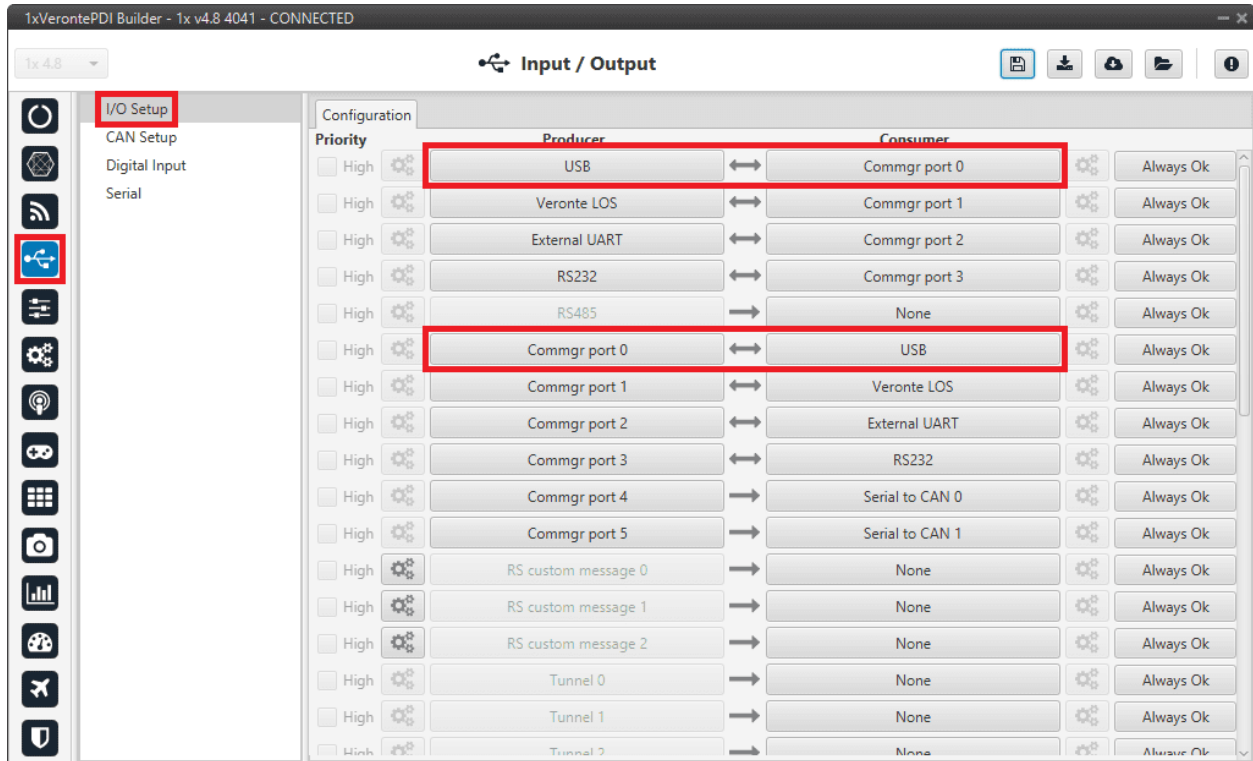 1xVerontePDI Builder - 1x v4.8 4041 - CONNECTED
1x 4.8
Input / Output
I/O Setup
CAN Setup
Digital Input
Serial
Configuration
Priority Producer Consumer
High USB Commgr port 0 Always Ok
High Veronte LOS Commgr port 1 Always Ok
High External UART Commgr port 2 Always Ok
High RS232 Commgr port 3 Always Ok
High RS485 None Always Ok
High Commgr port 0 USB Always Ok
High Commgr port 1 Veronte LOS Always Ok
High Commgr port 2 External UART Always Ok
High Commgr port 3 RS232 Always Ok
High Commgr port 4 Serial to CAN 0 Always Ok
High Commgr port 5 Serial to CAN 1 Always Ok
High RS custom message 0 None Always Ok
High RS custom message 1 None Always Ok
High RS custom message 2 None Always Ok
High Tunnel 0 None Always Ok
High Tunnel 1 None Always Ok
High Tunnel 2 None Always Ok